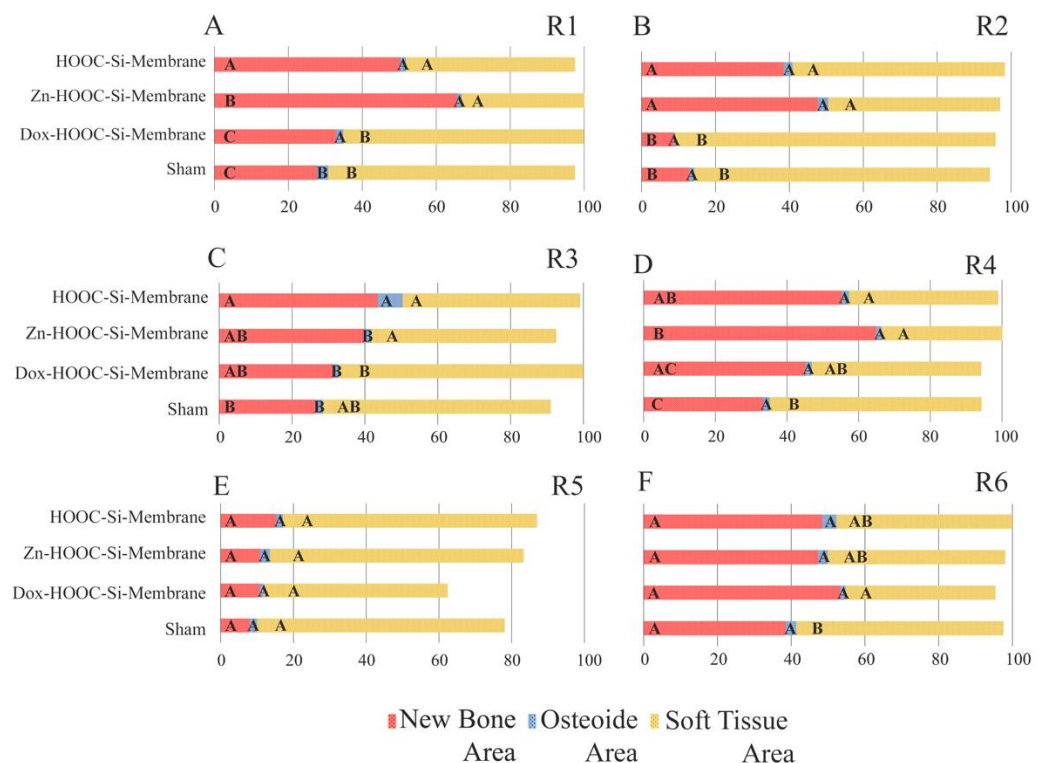 A R1
HOOC-Si-Membrane A A A
Zn-HOOC-Si-Membrane B A A
Dox-HOOC-Si-Membrane C A B
Sham C B B
0 20 40 60 80 100
B R2
A A A
A A A
B A B
B A B
0 20 40 60 80 100
C R3
HOOC-Si-Membrane A A A
Zn-HOOC-Si-Membrane AB B A
Dox-HOOC-Si-Membrane AB B B
Sham B B AB
0 20 40 60 80 100
D R4
AB A A
B A A
AC A AB
C A B
0 20 40 60 80 100
E R5
HOOC-Si-Membrane A A A
Zn-HOOC-Si-Membrane A A A
Dox-HOOC-Si-Membrane A A A
Sham A A A
0 20 40 60 80 100
F R6
A A AB
A A AB
A A A
A A B
0 20 40 60 80 100
New Bone Area
Osteoide Area
Soft Tissue Area